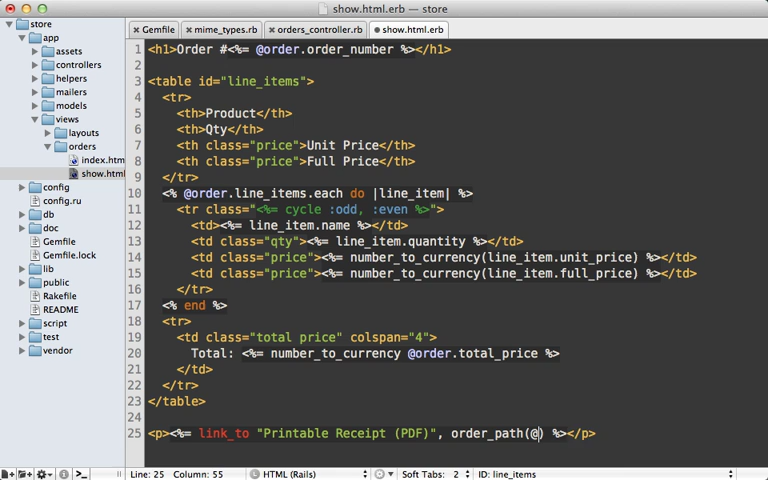 show.html.erb — store
store
app
assets
controllers
helpers
mailers
models
views
layouts
orders
index.htm
show.html
config
config.ru
db
doc
Gemfile
Gemfile.lock
lib
public
Rakefile
README
script
test
vendor
Gemfile mime_types.rb orders_controller.rb show.html.erb
1 <h1>Order #<%= @order.order_number %></h1>
2
3 <table id="line_items">
4 <tr>
5 <th>Product</th>
6 <th>Qty</th>
7 <th class="price">Unit Price</th>
8 <th class="price">Full Price</th>
9 </tr>
10 <% @order.line_items.each do |line_item| %>
11 <tr class="<%= cycle :odd, :even %>">
12 <td><%= line_item.name %></td>
13 <td class="qty"><%= line_item.quantity %></td>
14 <td class="price"><%= number_to_currency(line_item.unit_price) %></td>
15 <td class="price"><%= number_to_currency(line_item.full_price) %></td>
16 </tr>
17 <% end %>
18 <tr>
19 <td class="total price" colspan="4">
20 Total: <%= number_to_currency @order.total_price %>
21 </td>
22 </tr>
23 </table>
24
25 <p><%= link_to "Printable Receipt (PDF)", order_path(@) %></p>
Line: 25 Column: 55 HTML (Rails) Soft Tabs: 2 ID: line_items